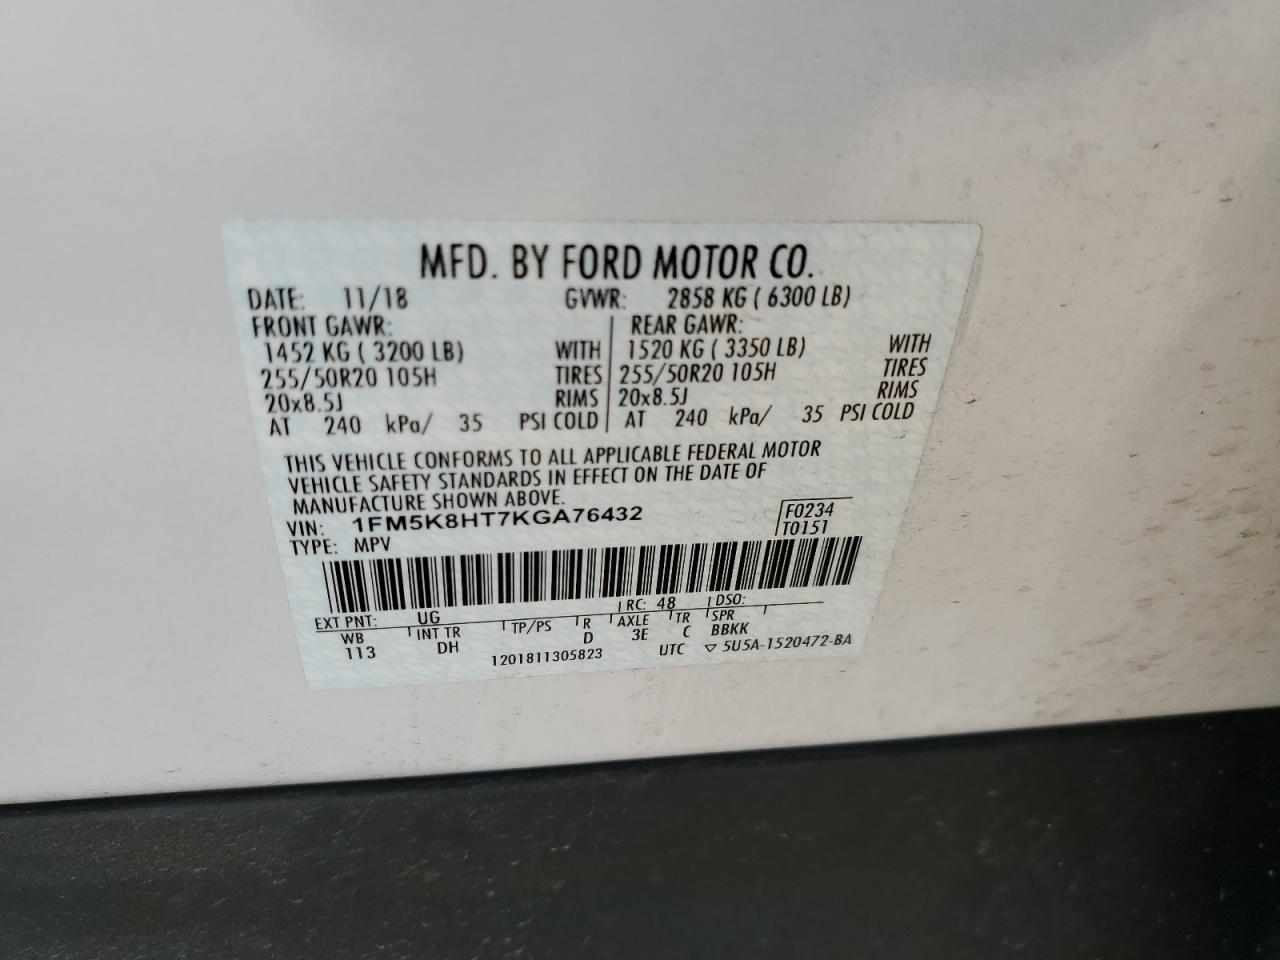 MFD. BY FORD MOTOR CO.
DATE: 11/18 GVWR: 2858 KG ( 6300 LB)
FRONT GAWR: REAR GAWR:
1452 KG ( 3200 LB) WITH 1520 KG ( 3350 LB) WITH
255/50R20 105H TIRES 255/50R20 105H TIRES
20x8.5J RIMS 20x8.5J RIMS
AT 240 kPa/ 35 PSI COLD AT 240 kPa/ 35 PSI COLD
THIS VEHICLE CONFORMS TO ALL APPLICABLE FEDERAL MOTOR
VEHICLE SAFETY STANDARDS IN EFFECT ON THE DATE OF
MANUFACTURE SHOWN ABOVE.
VIN: 1FM5K8HT7KGA76432 F0234
TYPE: MPV T0151
EXT PNT: UG RC: 48 DSO:
WB INT TR TP/PS R AXLE TR SPR
113 DH D 3E C BBKK
1201811305823 UTC ▽ 5U5A-1520472-BA